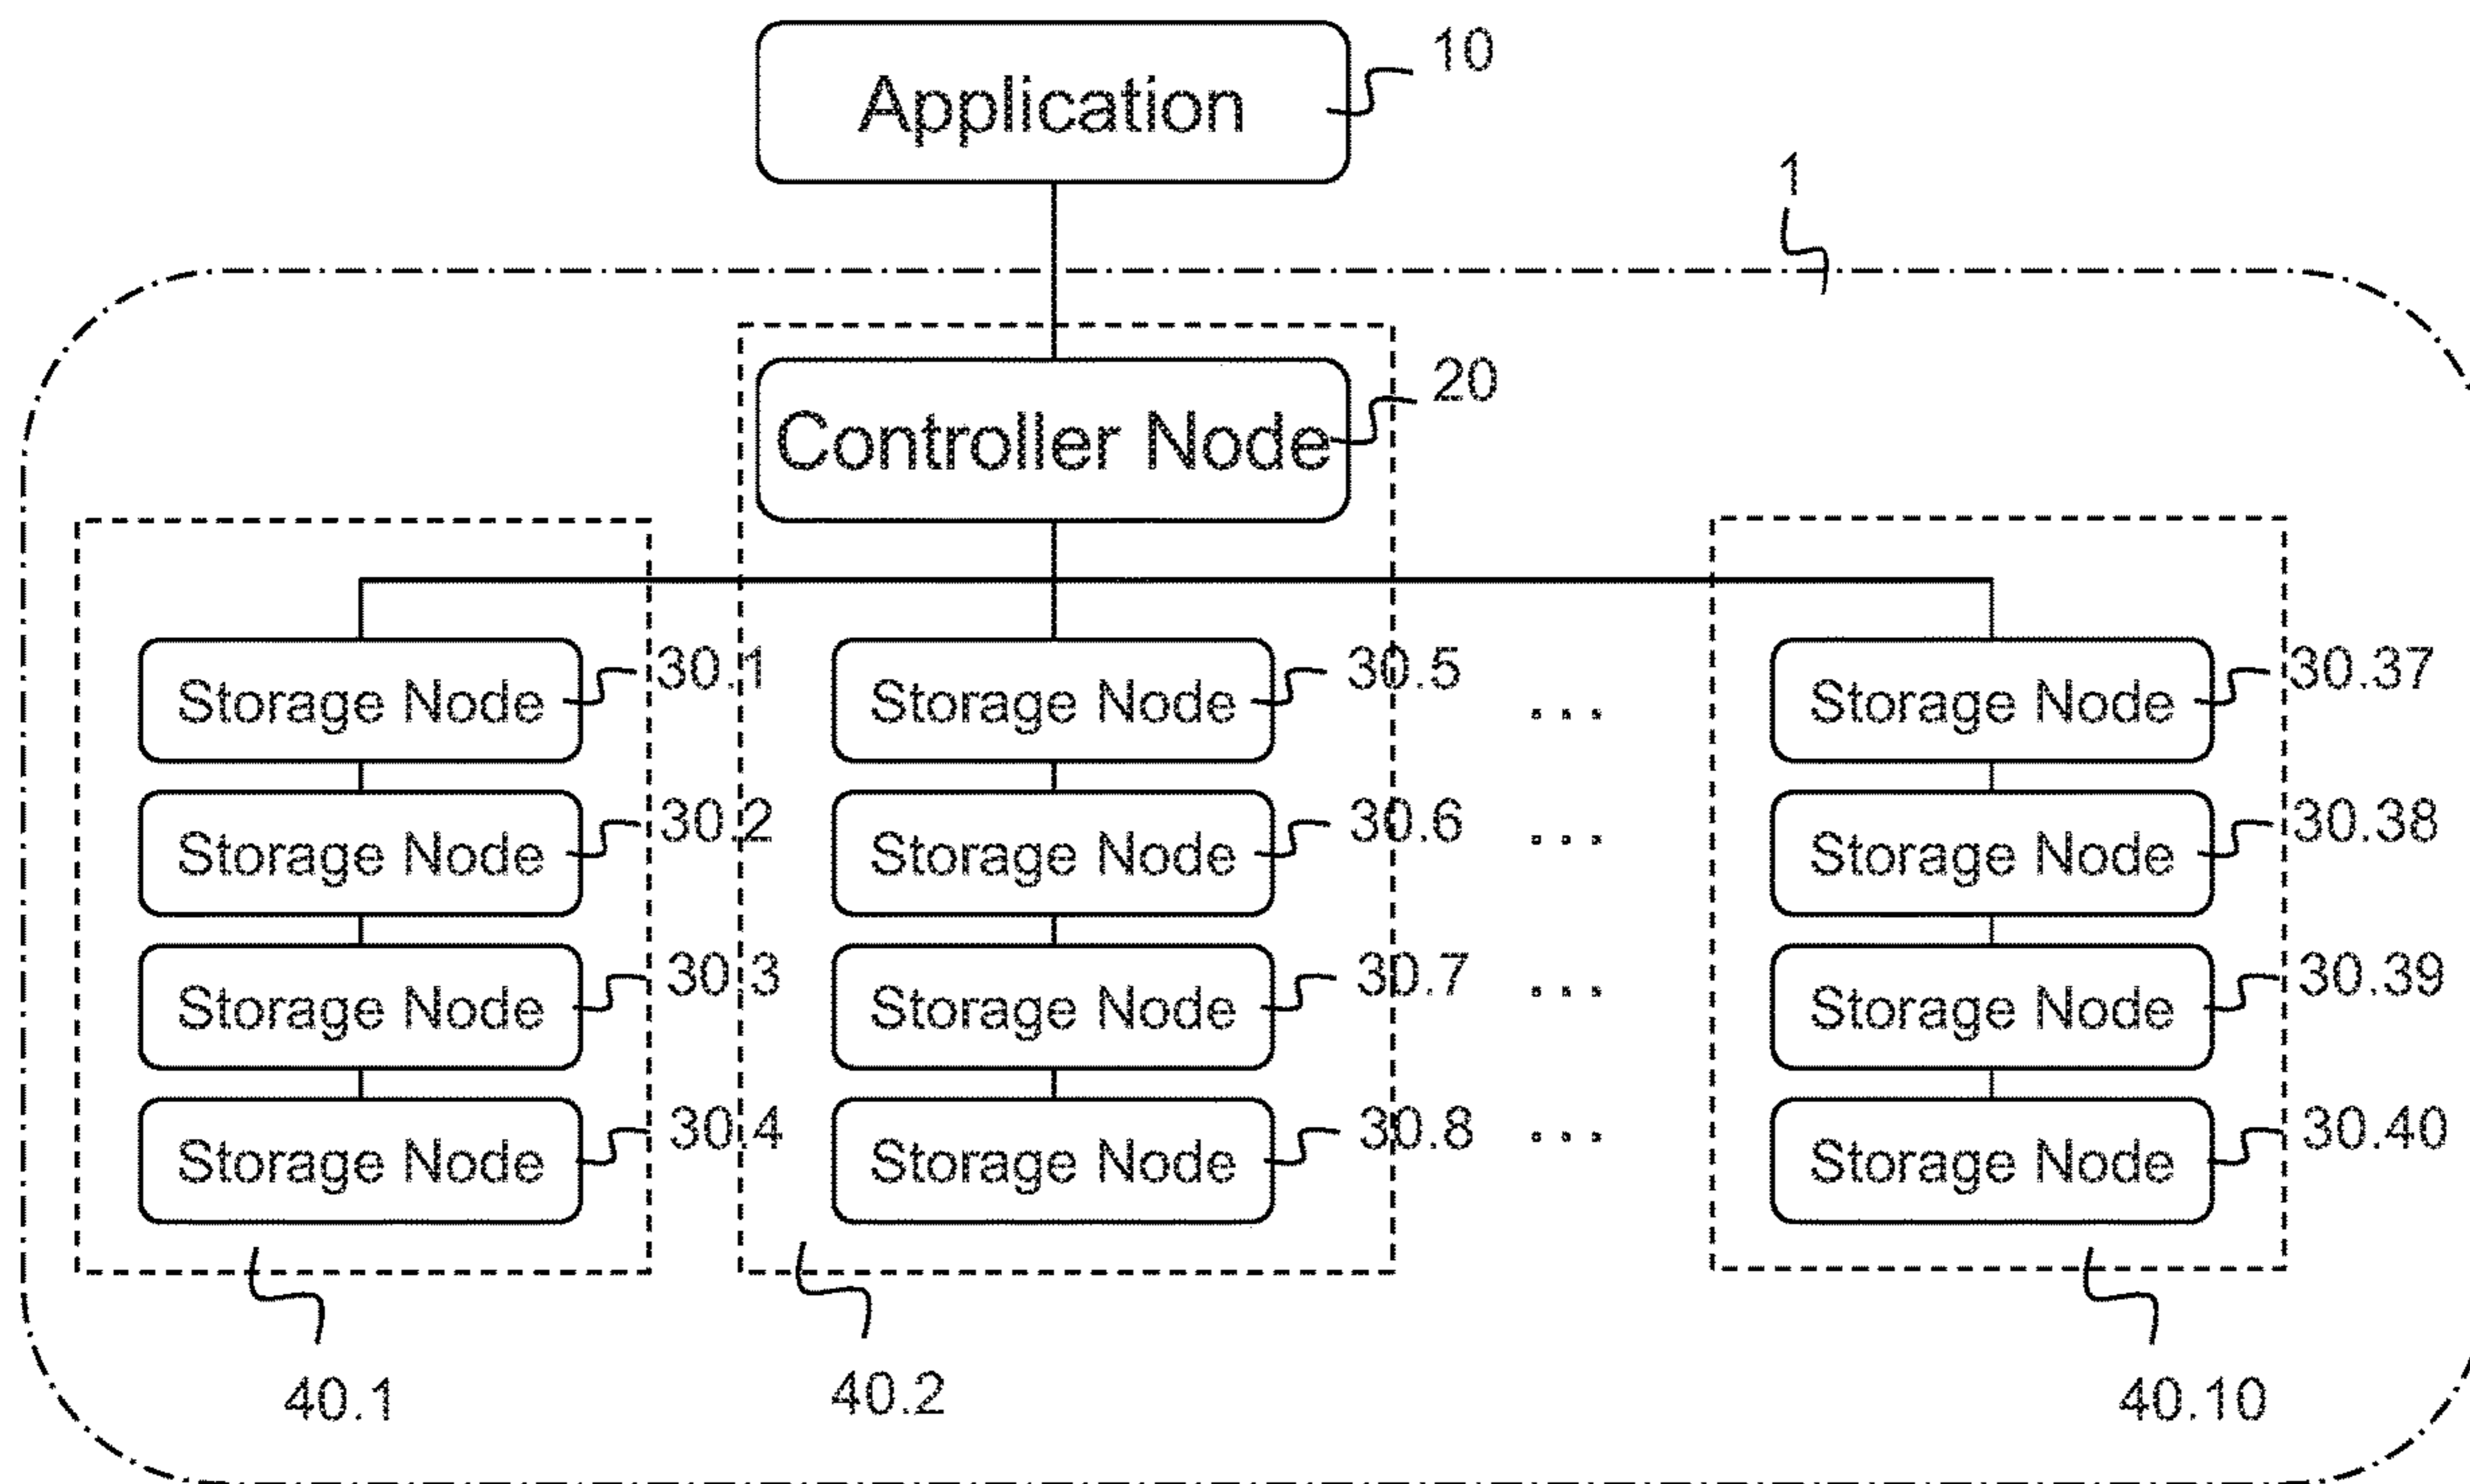 Application
10
1
Controller Node
20
Storage Node 30.1 Storage Node 30.5 ... Storage Node 30.37
Storage Node 30.2 Storage Node 30.6 ... Storage Node 30.38
Storage Node 30.3 Storage Node 30.7 ... Storage Node 30.39
Storage Node 30.4 Storage Node 30.8 ... Storage Node 30.40
40.1 40.2 40.10